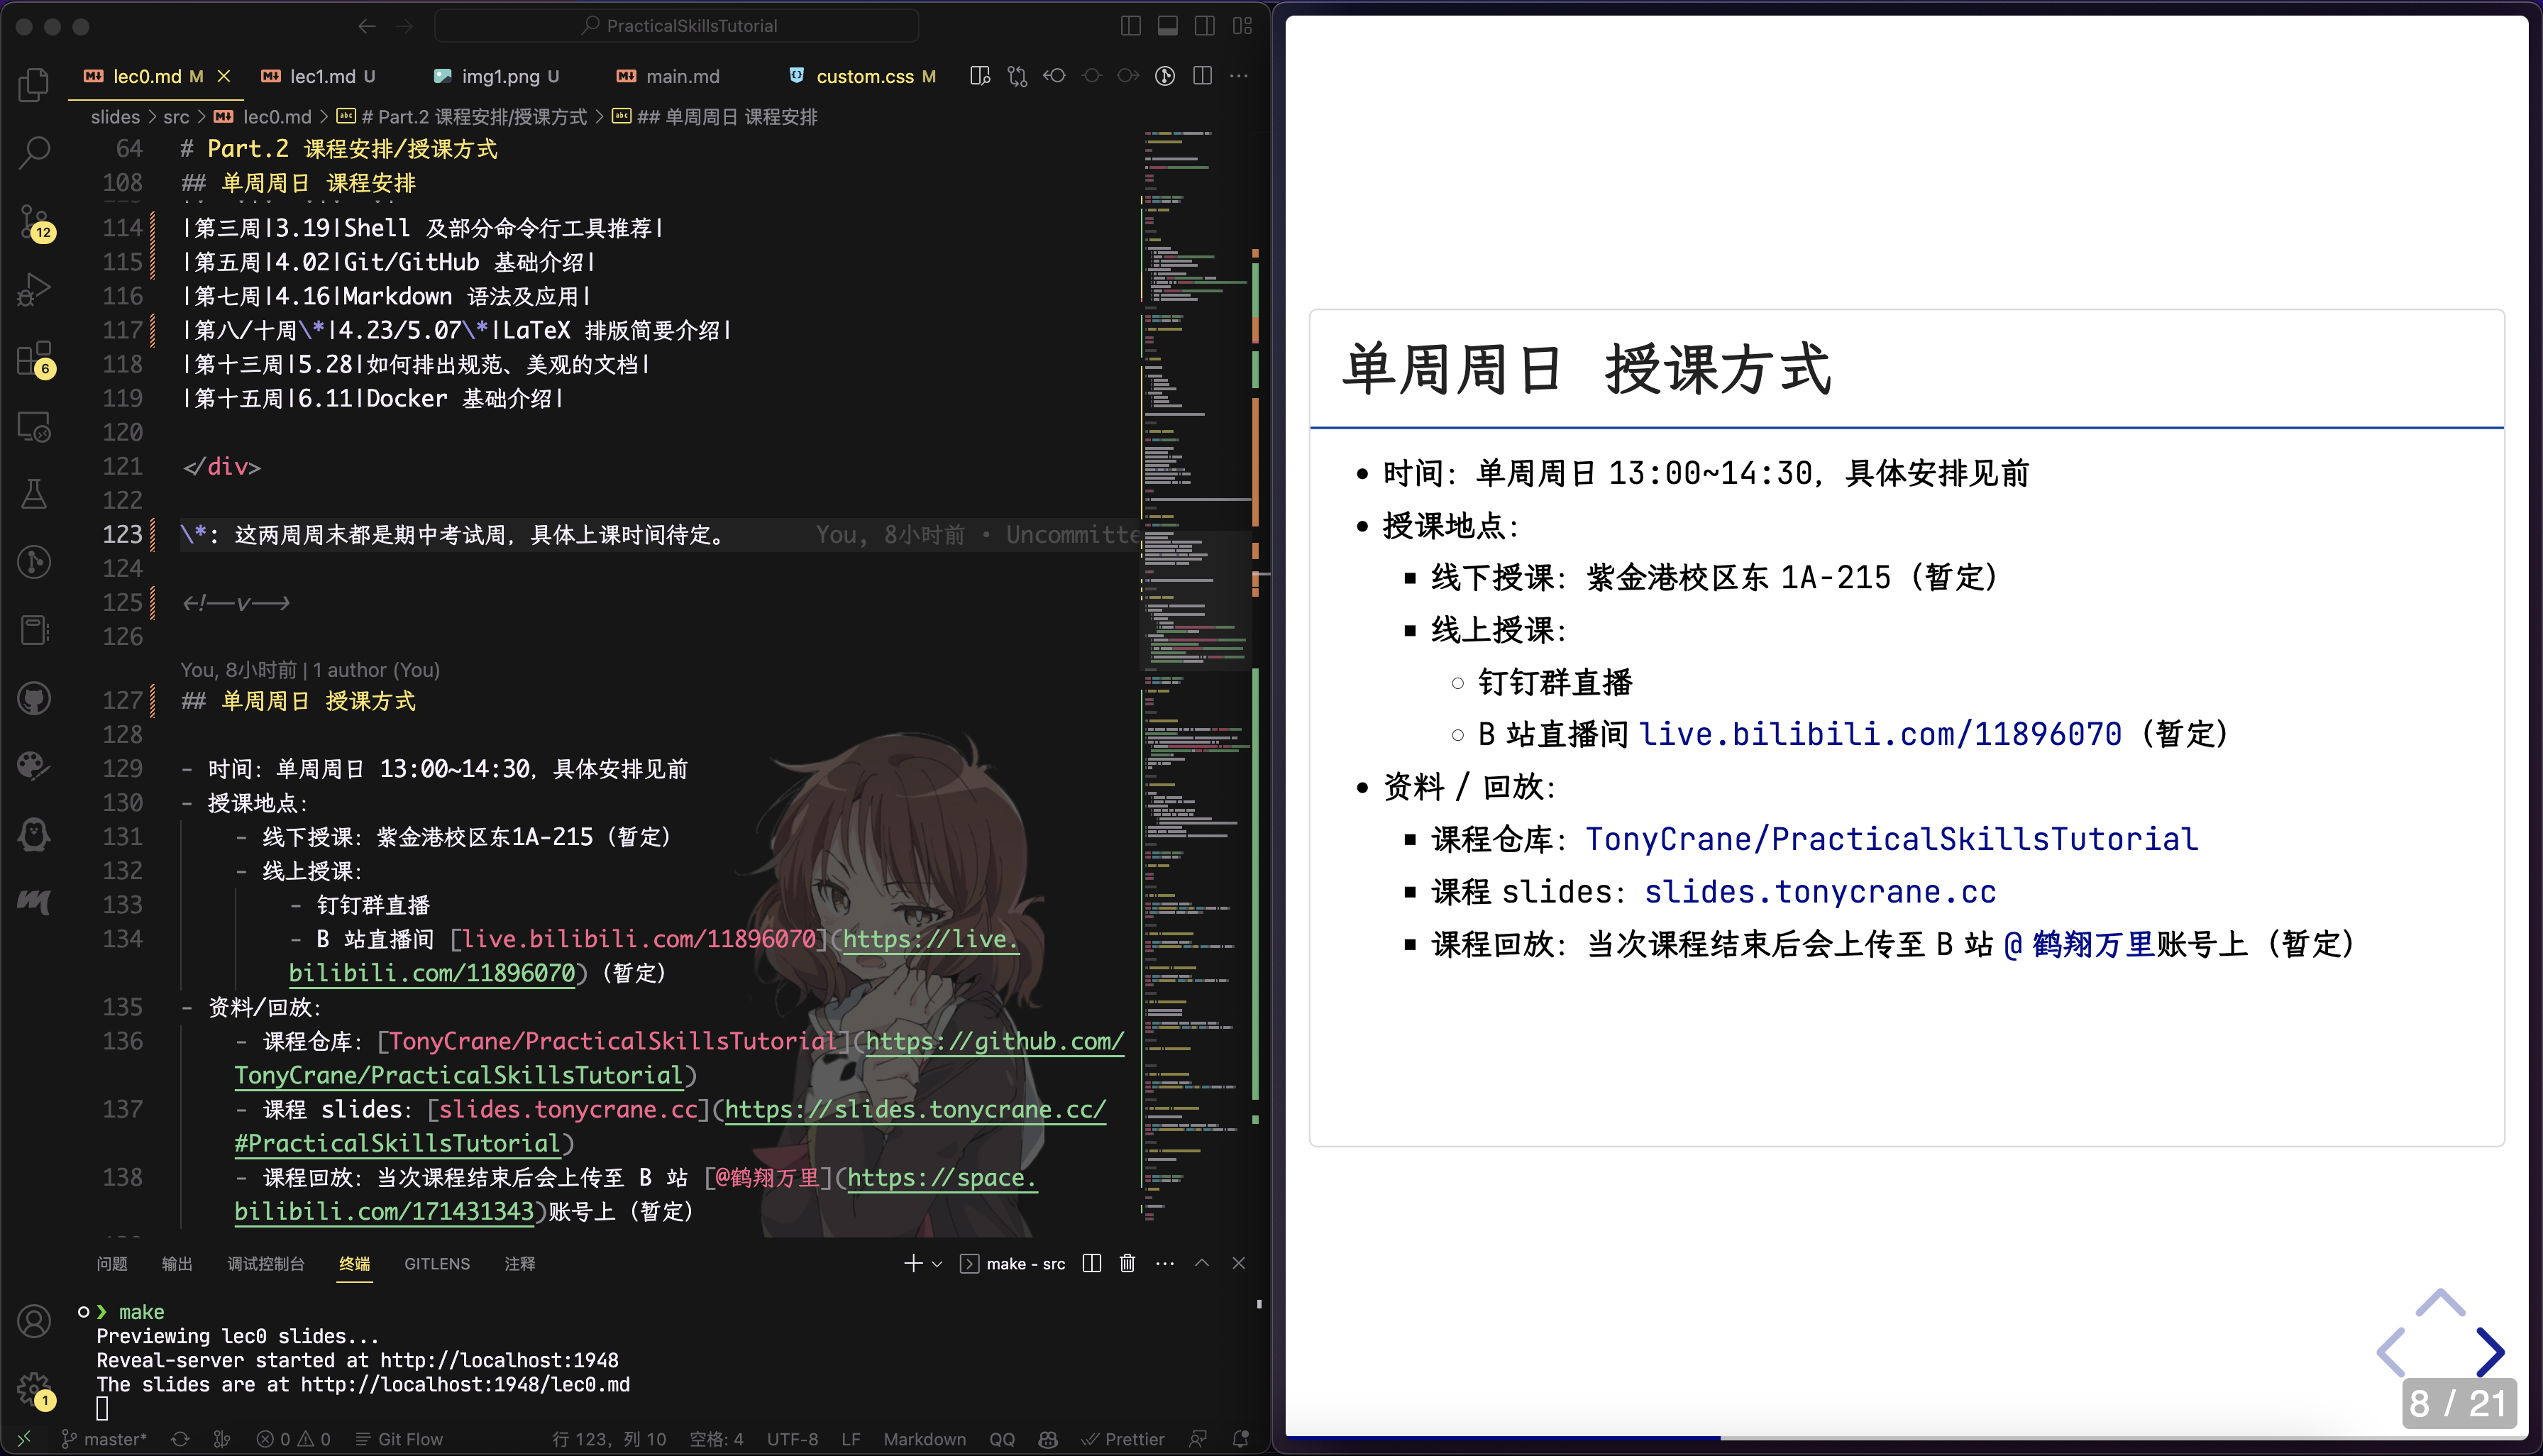 PracticalSkillsTutorial
lec0.md M
lec1.md U
img1.png U
main.md
custom.css M
slides > src > lec0.md > # Part.2 课程安排/授课方式 > ## 单周周日 课程安排
64 # Part.2 课程安排/授课方式
108 ## 单周周日 课程安排
114 |第三周|3.19|Shell 及部分命令行工具推荐|
115 |第五周|4.02|Git/GitHub 基础介绍|
116 |第七周|4.16|Markdown 语法及应用|
117 |第八/十周\*|4.23/5.07\*|LaTeX 排版简要介绍|
118 |第十三周|5.28|如何排出规范、美观的文档|
119 |第十五周|6.11|Docker 基础介绍|
120
121 </div>
122
123 \*: 这两周周末都是期中考试周，具体上课时间待定。 You, 8小时前 • Uncommitte
124
125 <!--v-->
126
You, 8小时前 | 1 author (You)
127 ## 单周周日 授课方式
128
129 - 时间：单周周日 13:00~14:30，具体安排见前
130 - 授课地点：
131 - 线下授课：紫金港校区东1A-215（暂定）
132 - 线上授课：
133 - 钉钉群直播
134 - B 站直播间 [live.bilibili.com/11896070](https://live.
bilibili.com/11896070)（暂定）
135 - 资料/回放：
136 - 课程仓库：[TonyCrane/PracticalSkillsTutorial](https://github.com/
TonyCrane/PracticalSkillsTutorial)
137 - 课程 slides：[slides.tonycrane.cc](https://slides.tonycrane.cc/
#PracticalSkillsTutorial)
138 - 课程回放：当次课程结束后会上传至 B 站 [@鹤翔万里](https://space.
bilibili.com/171431343)账号上（暂定）
12
6
1
问题 输出 调试控制台 终端 GITLENS 注释
make - src
❯ make
Previewing lec0 slides...
Reveal-server started at http://localhost:1948
The slides are at http://localhost:1948/lec0.md
master* 0 0 Git Flow 行 123，列 10 空格: 4 UTF-8 LF Markdown QQ Prettier
单周周日 授课方式
• 时间：单周周日 13:00~14:30，具体安排见前
• 授课地点：
▪ 线下授课：紫金港校区东 1A-215（暂定）
▪ 线上授课：
○ 钉钉群直播
○ B 站直播间 live.bilibili.com/11896070（暂定）
• 资料 / 回放：
▪ 课程仓库：TonyCrane/PracticalSkillsTutorial
▪ 课程 slides：slides.tonycrane.cc
▪ 课程回放：当次课程结束后会上传至 B 站 @ 鹤翔万里账号上（暂定）
8 / 21